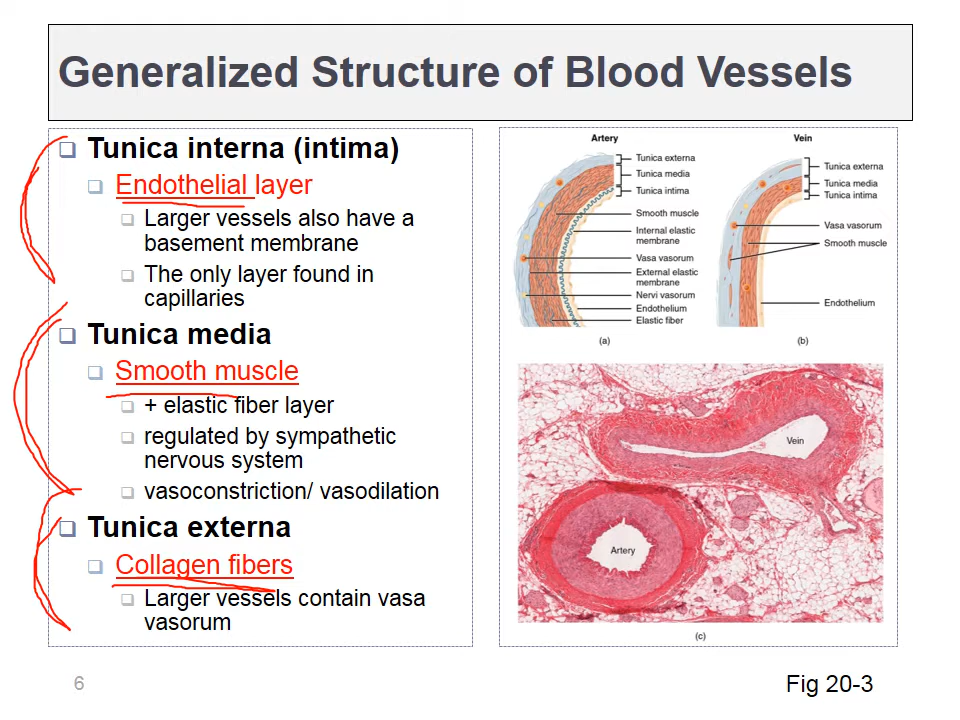 Generalized Structure of Blood Vessels
Tunica interna (intima)
Endothelial layer
Larger vessels also have a
basement membrane
The only layer found in
capillaries
Tunica media
Smooth muscle
+ elastic fiber layer
regulated by sympathetic
nervous system
vasoconstriction/ vasodilation
Tunica externa
Collagen fibers
Larger vessels contain vasa
vasorum
Artery
Tunica externa
Tunica media
Tunica intima
Smooth muscle
Internal elastic
membrane
Vasa vasorum
External elastic
membrane
Nervi vasorum
Endothelium
Elastic fiber
(a)
Vein
Tunica externa
Tunica media
Tunica intima
Vasa vasorum
Smooth muscle
Endothelium
(b)
Vein
Artery
(c)
6
Fig 20-3